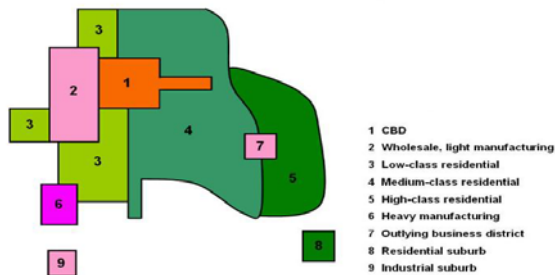 3
1
2
3
4
3
7
5
6
8
9
1 CBD
2 Wholesale, light manufacturing
3 Low-class residential
4 Medium-class residential
5 High-class residential
6 Heavy manufacturing
7 Outlying business district
8 Residential suburb
9 Industrial suburb